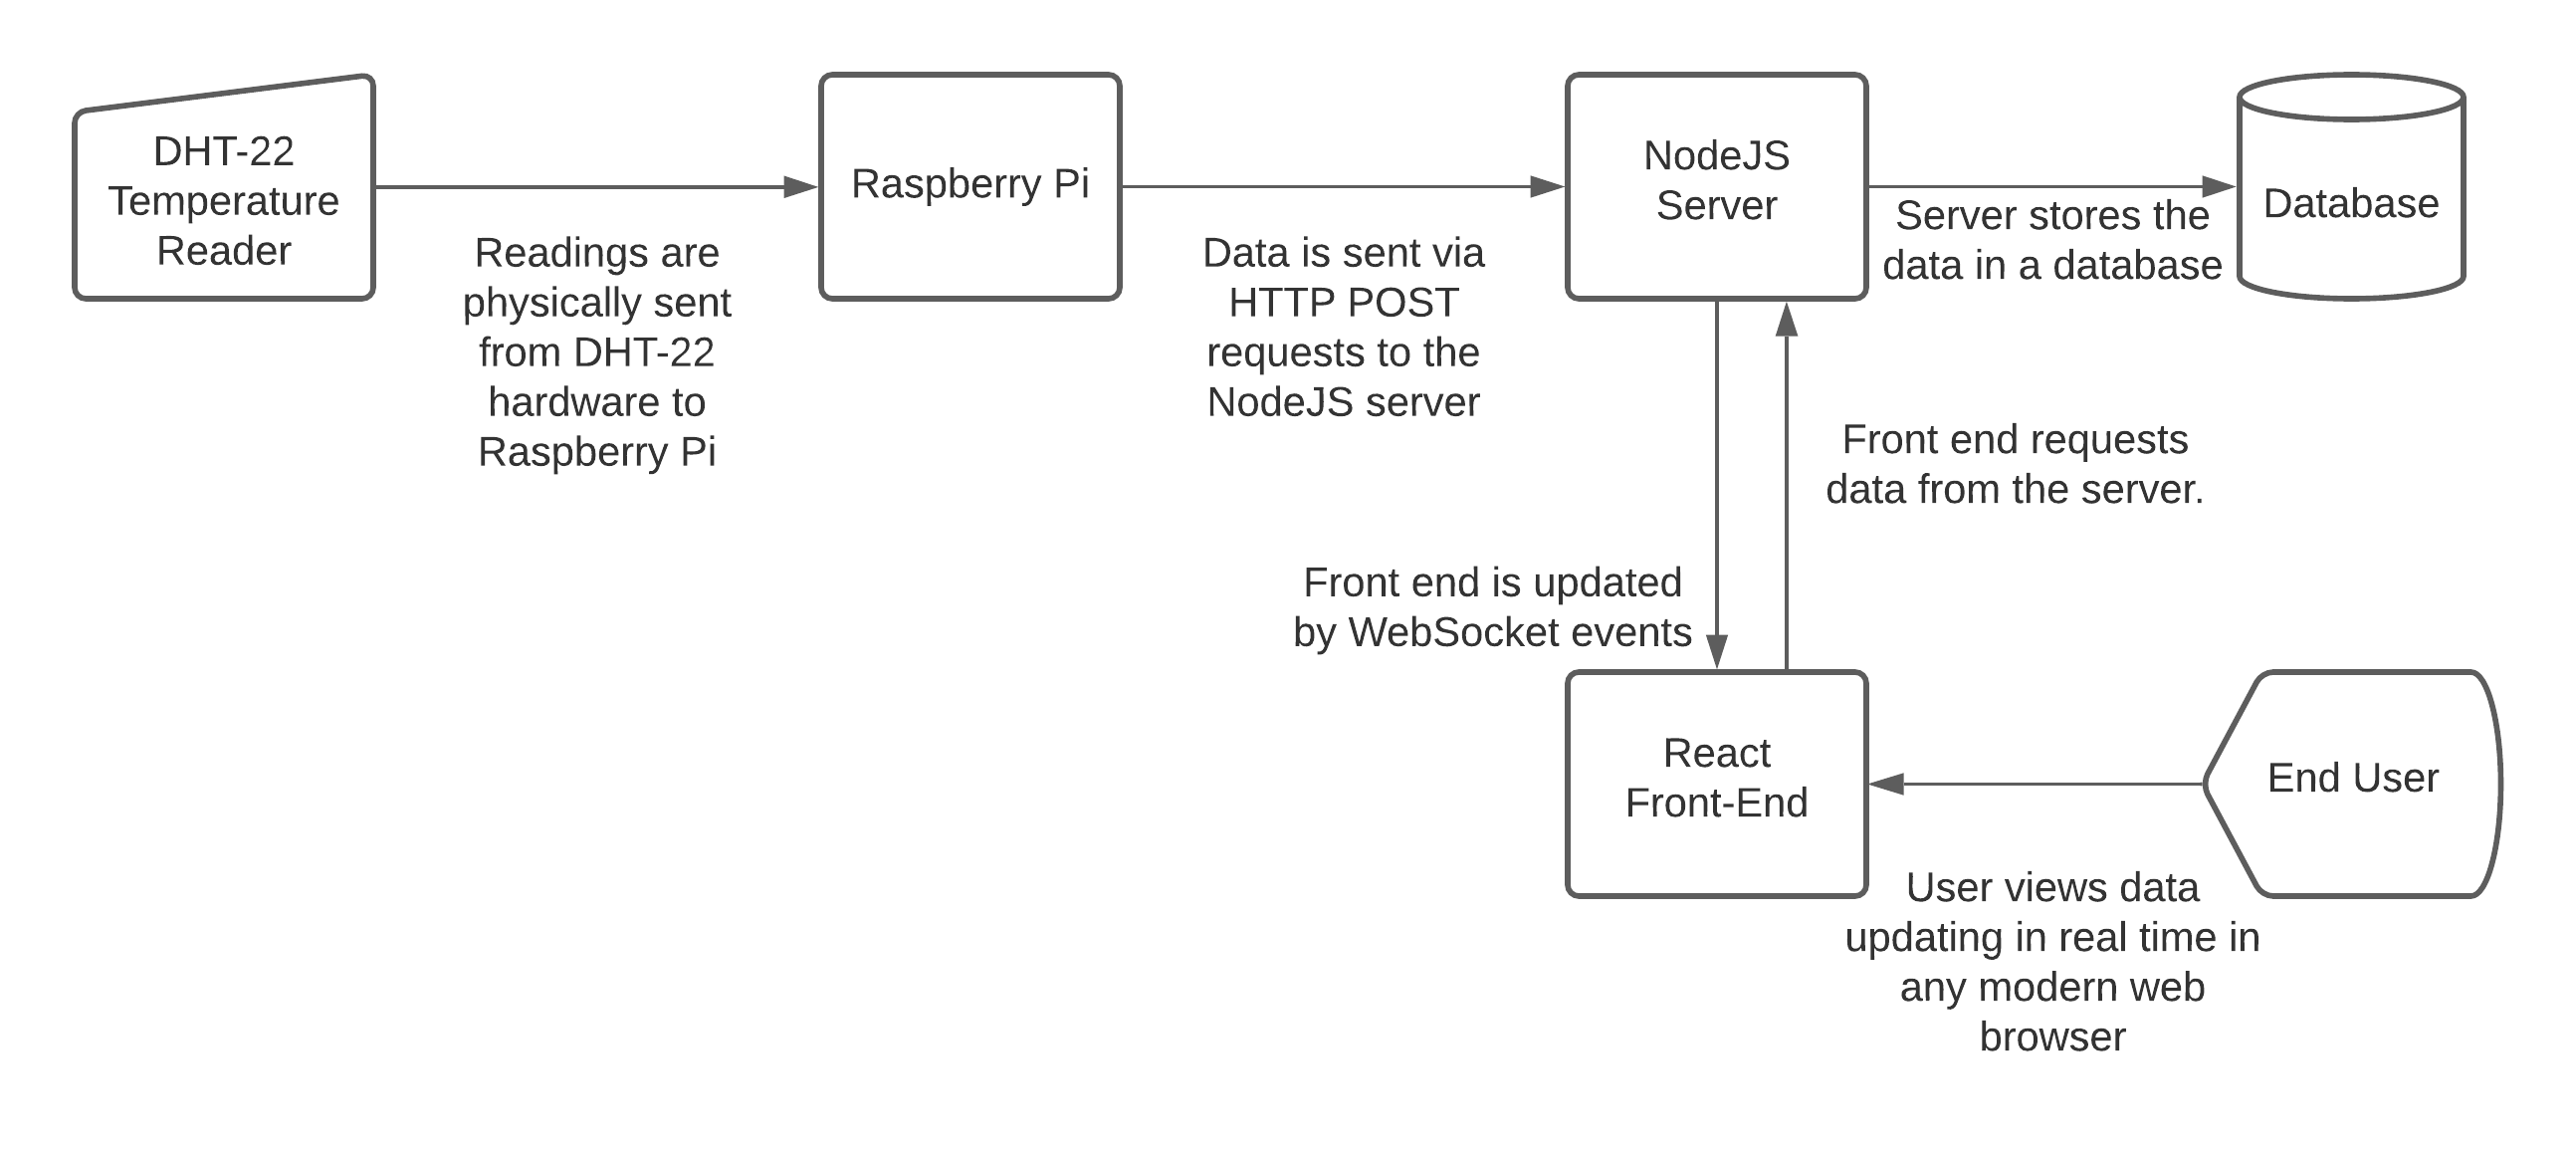 DHT-22
Temperature
Reader
Readings are
physically sent
from DHT-22
hardware to
Raspberry Pi
Raspberry Pi
Data is sent via
HTTP POST
requests to the
NodeJS server
NodeJS
Server
Server stores the
data in a database
Database
Front end requests
data from the server.
Front end is updated
by WebSocket events
React
Front-End
End User
User views data
updating in real time in
any modern web
browser